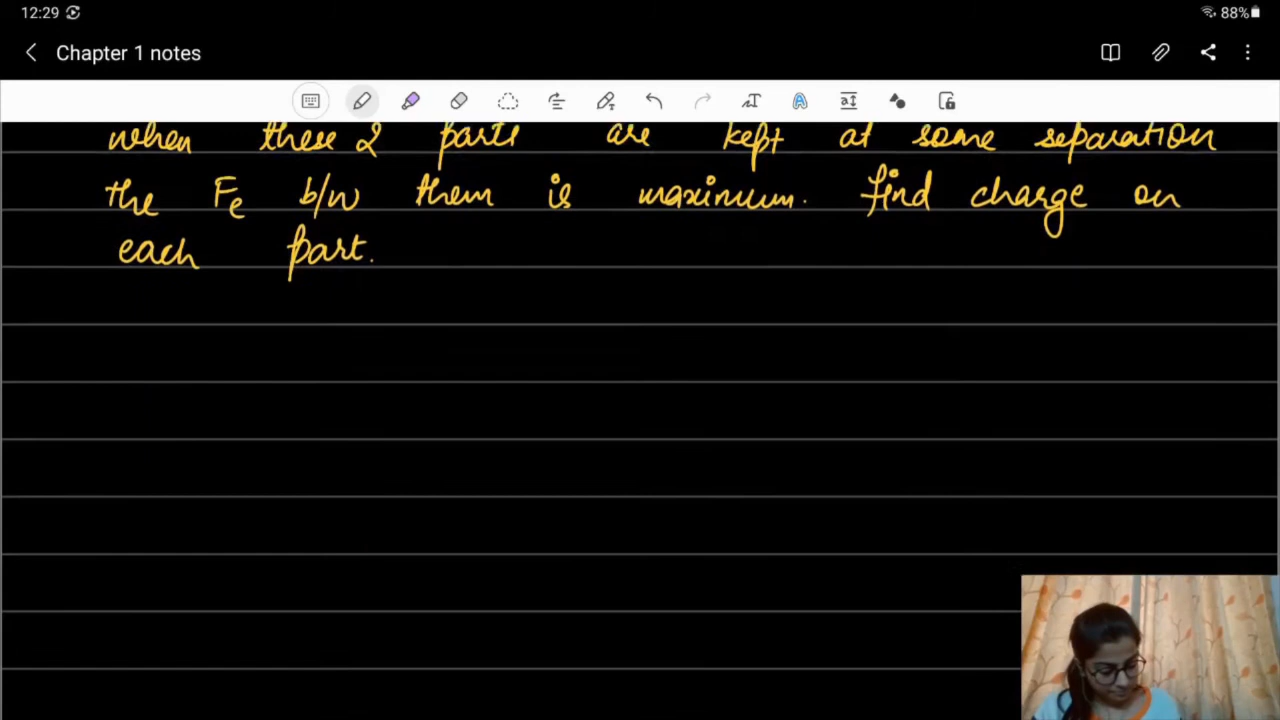 12:29
88%
Chapter 1 notes
when these 2 parts are kept at some separation
the Fe b/w them is maximum. find charge on
each part.